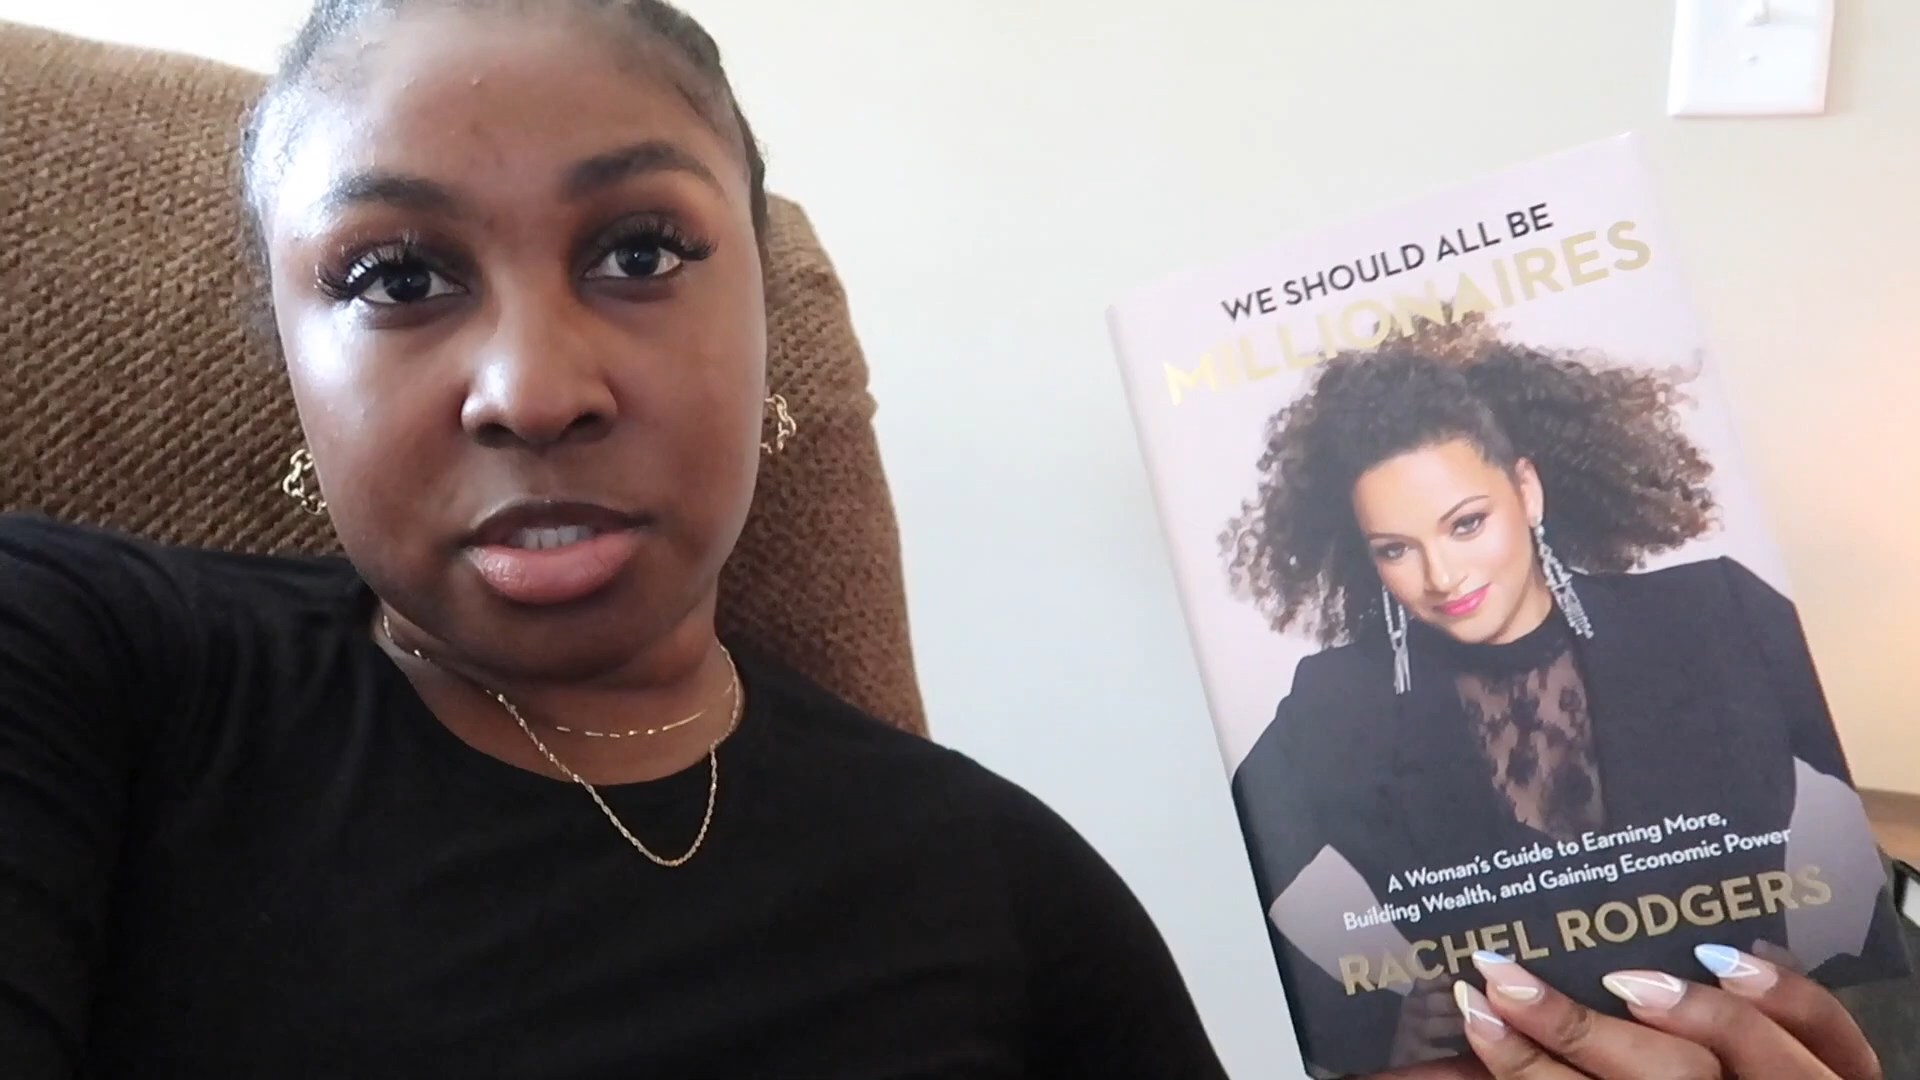 WE SHOULD ALL BE
MILLIONAIRES
A Woman's Guide to Earning More,
Building Wealth, and Gaining Economic Power
RACHEL RODGERS